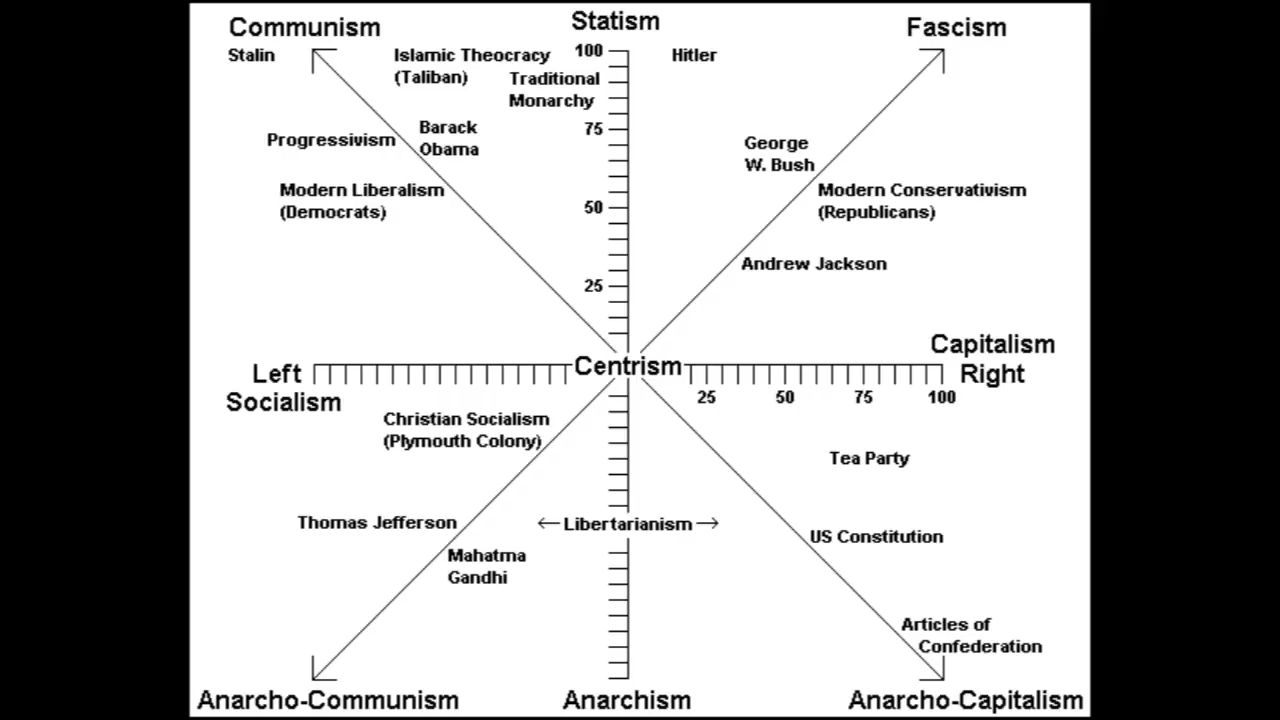 Communism
Statism
Fascism
Stalin
Islamic Theocracy
(Taliban)
100
Hitler
Traditional
Monarchy
Progressivism
Barack
Obama
75
George
W. Bush
Modern Liberalism
(Democrats)
50
Modern Conservativism
(Republicans)
Andrew Jackson
25
Left
Socialism
Centrism
Capitalism
Right
25 50 75 100
Christian Socialism
(Plymouth Colony)
Tea Party
Thomas Jefferson
←Libertarianism→
US Constitution
Mahatma
Gandhi
Articles of
Confederation
Anarcho-Communism
Anarchism
Anarcho-Capitalism